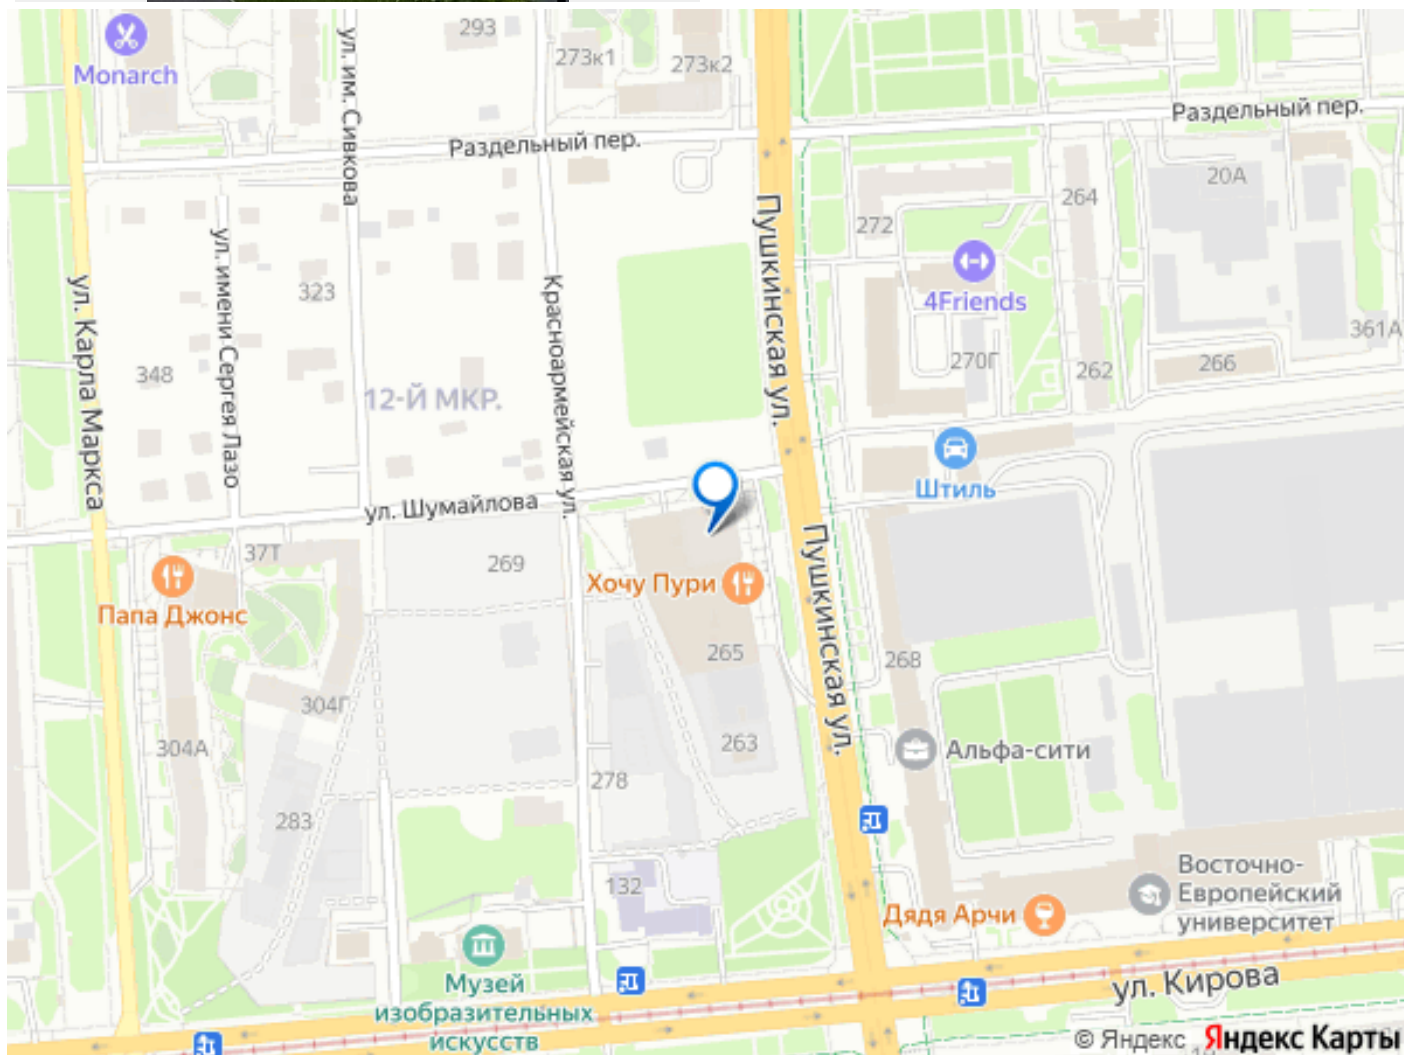 293
273к1
273к2
Monarch
ул. им. Сивкова
Раздельный пер.
Раздельный пер.
20А
264
272
Пушкинская ул.
4Friends
ул. имени Сергея Лазо
323
Красноармейская ул.
ул. Карла Маркса
361А
348
270Г
262
266
12-Й МКР.
Штиль
ул. Шумайлова
37Т
269
Хочу Пури
Пушкинская ул.
Папа Джонс
265
268
304Г
304А
263
Альфа-сити
278
283
132
Восточно-
Европейский
университет
Дядя Арчи
Музей
изобразительных
искусств
ул. Кирова
© Яндекс Яндекс Карты